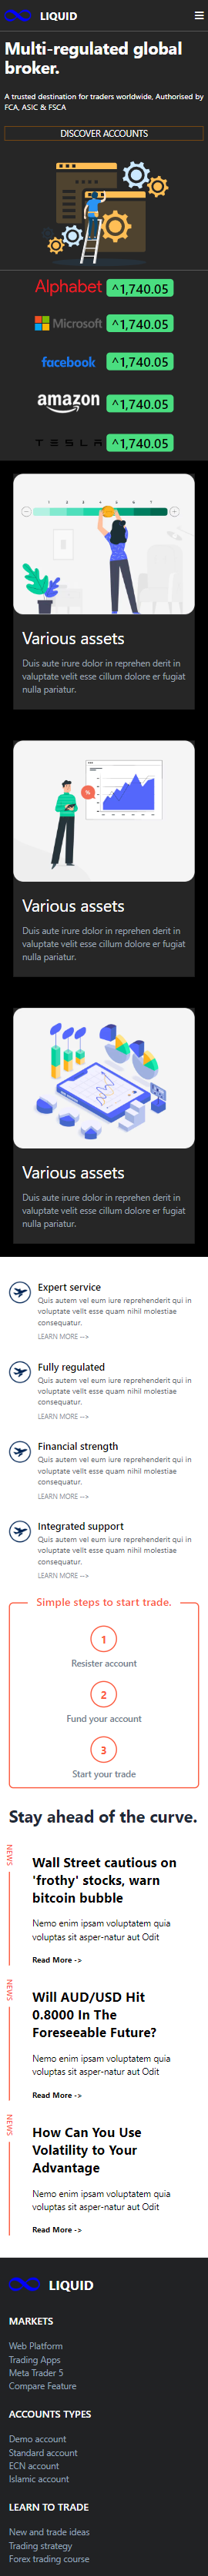 LIQUID
Multi-regulated global
broker.
A trusted destination for traders worldwide, Authorised by
FCA, ASIC & FSCA
DISCOVER ACCOUNTS
Alphabet ^1,740.05
Microsoft ^1,740.05
facebook ^1,740.05
amazon ^1,740.05
TESLA ^1,740.05
1 2 3 4 5 6 7
Various assets
Duis aute irure dolor in reprehen derit in
valuptate velit esse cillum dolore er fugiat
nulla pariatur.
%
Various assets
Duis aute irure dolor in reprehen derit in
valuptate velit esse cillum dolore er fugiat
nulla pariatur.
Various assets
Duis aute irure dolor in reprehen derit in
valuptate velit esse cillum dolore er fugiat
nulla pariatur.
Expert service
Quis autem vel eum iure reprehenderit qui in
voluptate vellt esse quam nihil molestiae
consequatur.
LEARN MORE -->
Fully regulated
Quis autem vel eum iure reprehenderit qui in
voluptate vellt esse quam nihil molestiae
consequatur.
LEARN MORE -->
Financial strength
Quis autem vel eum iure reprehenderit qui in
voluptate vellt esse quam nihil molestiae
consequatur.
LEARN MORE -->
Integrated support
Quis autem vel eum iure reprehenderit qui in
voluptate vellt esse quam nihil molestiae
consequatur.
LEARN MORE -->
Simple steps to start trade.
1
Resister account
2
Fund your account
3
Start your trade
Stay ahead of the curve.
NEWS
Wall Street cautious on
'frothy' stocks, warn
bitcoin bubble
Nemo enim ipsum voluptatem quia
voluptas sit asper-natur aut Odit
Read More ->
NEWS
Will AUD/USD Hit
0.8000 In The
Foreseeable Future?
Nemo enim ipsum voluptatem quia
voluptas sit asper-natur aut Odit
Read More ->
NEWS
How Can You Use
Volatility to Your
Advantage
Nemo enim ipsum voluptatem quia
voluptas sit asper-natur aut Odit
Read More ->
LIQUID
MARKETS
Web Platform
Trading Apps
Meta Trader 5
Compare Feature
ACCOUNTS TYPES
Demo account
Standard account
ECN account
Islamic account
LEARN TO TRADE
New and trade ideas
Trading strategy
Forex trading course